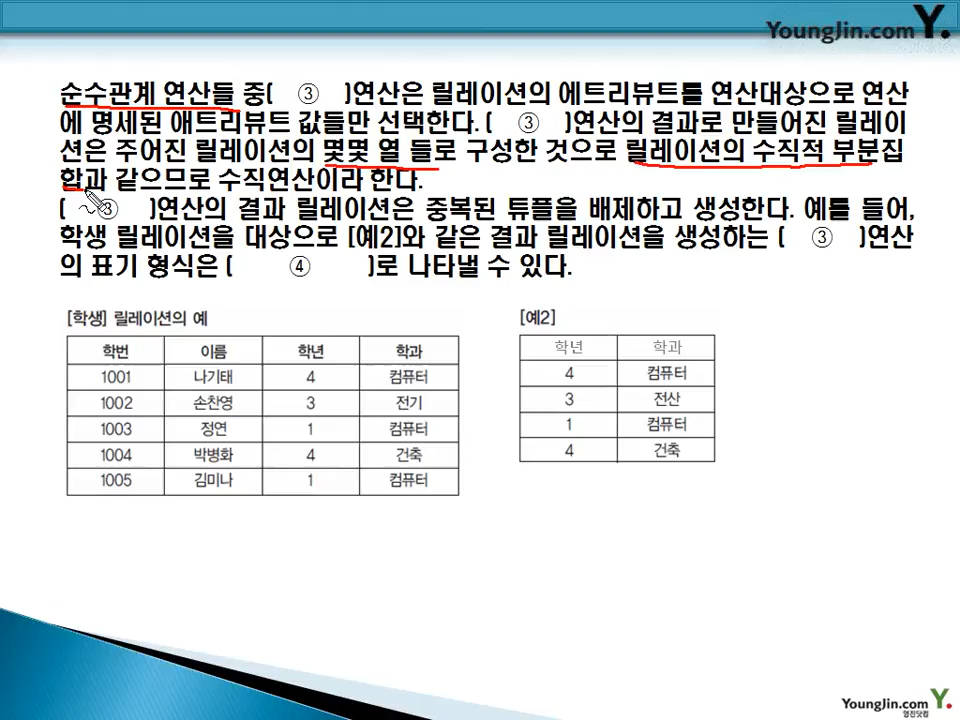 YoungJin.com Y.
순수관계 연산들 중( ③ )연산은 릴레이션의 에트리뷰트를 연산대상으로 연산
에 명세된 애트리뷰트 값들만 선택한다. ( ③ )연산의 결과로 만들어진 릴레이
션은 주어진 릴레이션의 몇몇 열 들로 구성한 것으로 릴레이션의 수직적 부분집
합과 같으므로 수직연산이라 한다.
( ③ )연산의 결과 릴레이션은 중복된 튜플을 배제하고 생성한다. 예를 들어,
학생 릴레이션을 대상으로 [예2]와 같은 결과 릴레이션을 생성하는 ( ③ )연산
의 표기 형식은 ( ④ )로 나타낼 수 있다.
[학생] 릴레이션의 예
학번 이름 학년 학과
1001 나기태 4 컴퓨터
1002 손찬영 3 전기
1003 정연 1 컴퓨터
1004 박병화 4 건축
1005 김미나 1 컴퓨터
[예2]
학년 학과
4 컴퓨터
3 전산
1 컴퓨터
4 건축
YoungJin.com Y.
영진닷컴